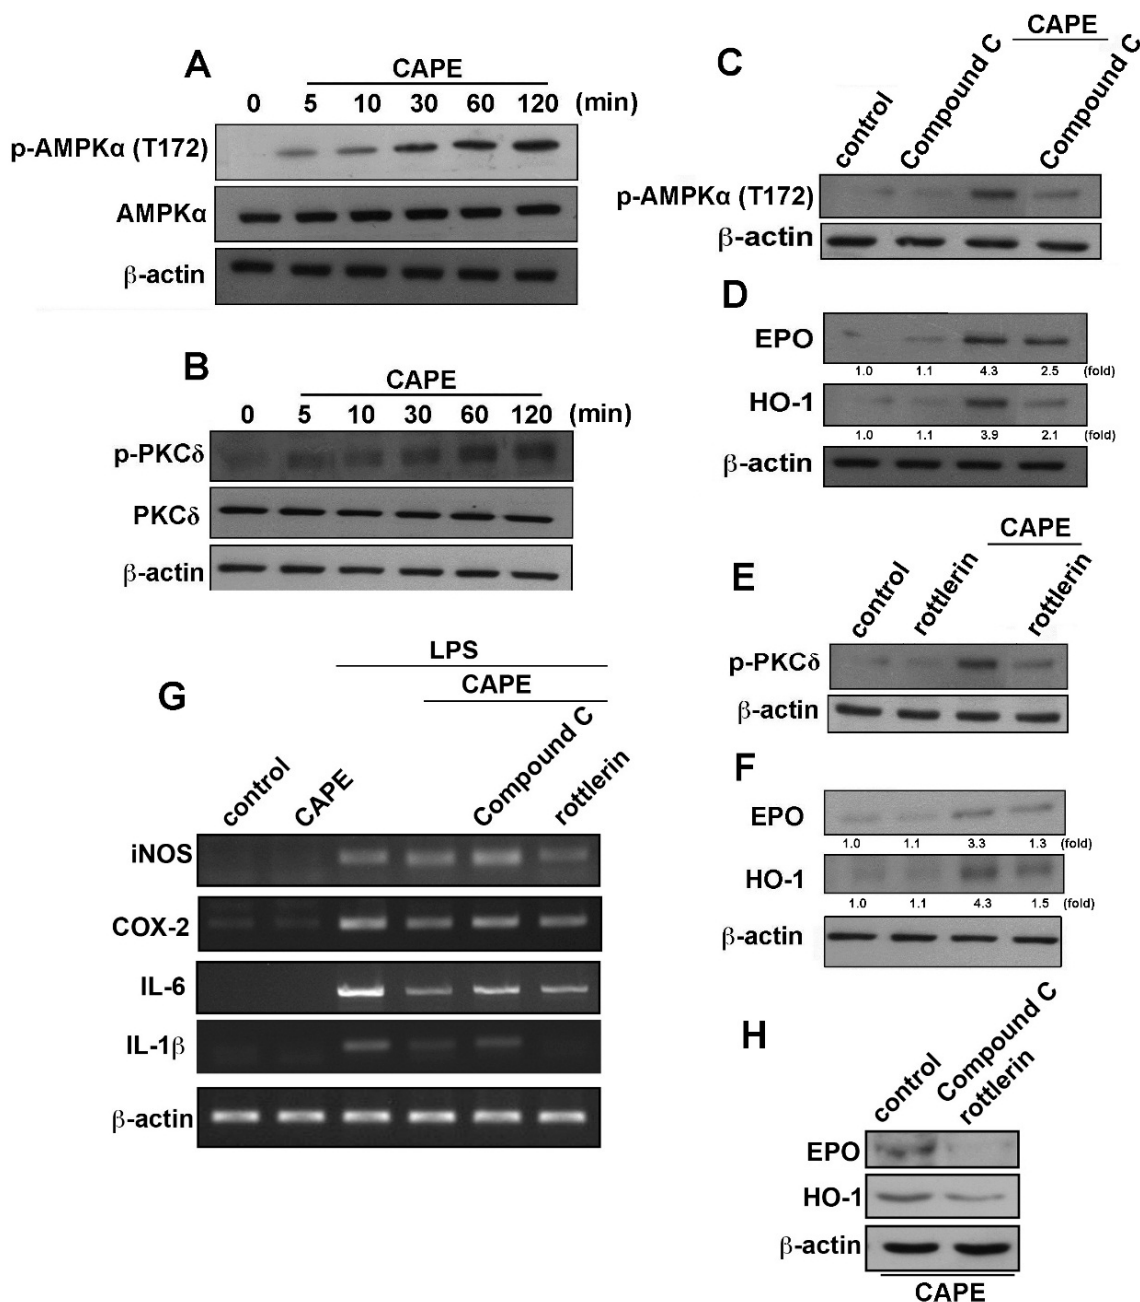 A
CAPE
0 5 10 30 60 120 (min)
p-AMPKα (T172)
AMPKα
β-actin
B
CAPE
0 5 10 30 60 120 (min)
p-PKCδ
PKCδ
β-actin
C
CAPE
control Compound C Compound C
p-AMPKα (T172)
β-actin
D
EPO
1.0 1.1 4.3 2.5 (fold)
HO-1
1.0 1.1 3.9 2.1 (fold)
β-actin
E
CAPE
control rottlerin rottlerin
p-PKCδ
β-actin
F
EPO
1.0 1.1 3.3 1.3 (fold)
HO-1
1.0 1.1 4.3 1.5 (fold)
β-actin
G
LPS
CAPE
control CAPE Compound C rottlerin
iNOS
COX-2
IL-6
IL-1β
β-actin
H
control Compound C
rottlerin
EPO
HO-1
β-actin
CAPE